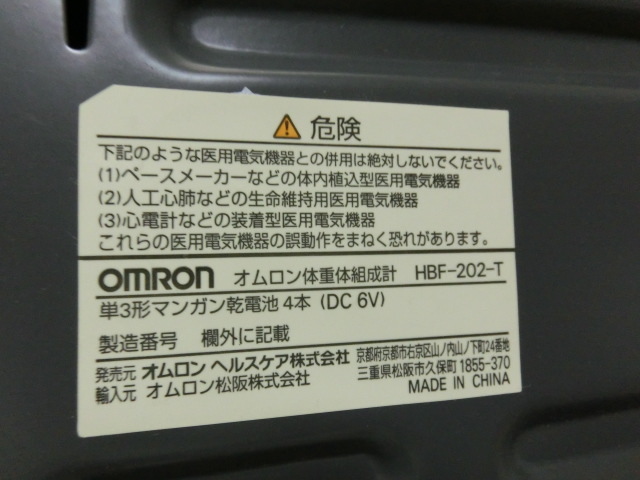 危険
下記のような医用電気機器との併用は絶対しないでください。
(1)ペースメーカーなどの体内植込型医用電気機器
(2)人工心肺などの生命維持用医用電気機器
(3)心電計などの装着型医用電気機器
これらの医用電気機器の誤動作をまねく恐れがあります。
OMRON オムロン体重体組成計 HBF-202-T
単3形マンガン乾電池4本 (DC 6V)
製造番号 欄外に記載
発売元 オムロン ヘルスケア株式会社 京都府京都市右京区山ノ内山ノ下町24番地
輸入元 オムロン松阪株式会社 三重県松阪市久保町1855-370
MADE IN CHINA